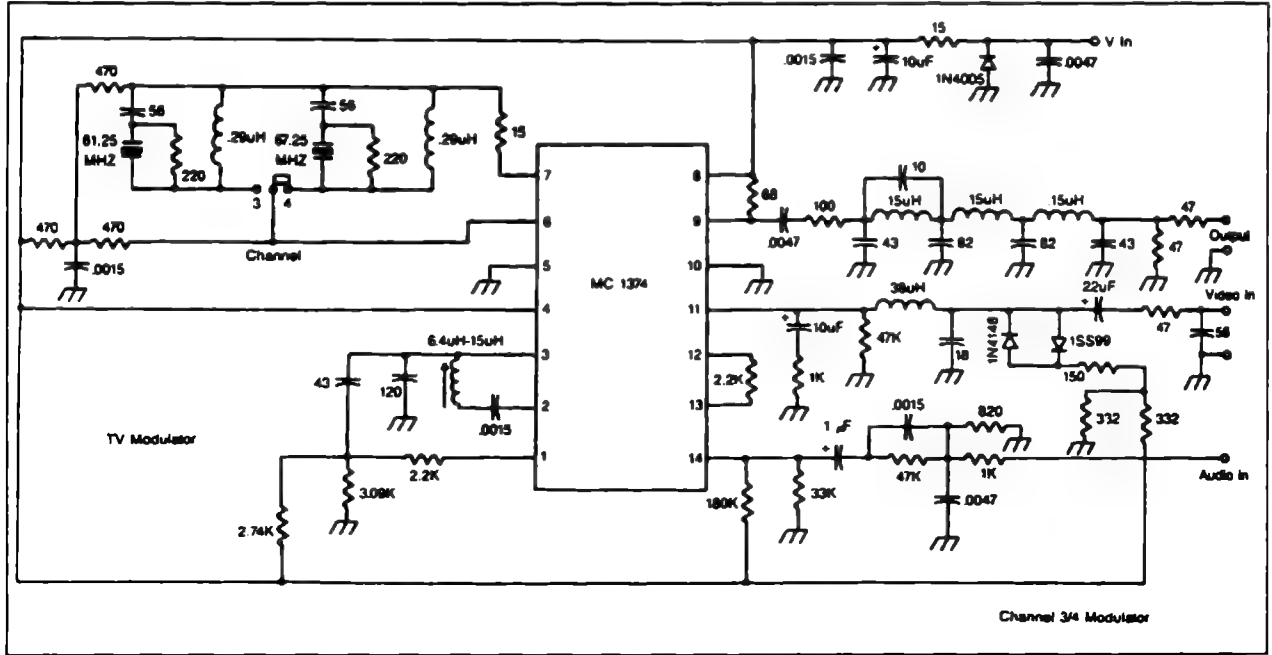 15
V In
.0015
10uF
1N4005
.0047
470
56
61.25
MHZ
220
.29uH
56
67.25
MHZ
220
.29uH
15
3
4
Channel
470
470
.0015
7
6
5
4
3
2
1
MC 1374
8
9
10
11
12
13
14
68
.0047
100
10
15uH
15uH
15uH
43
82
82
43
47
47
Output
38uH
22uF
Video In
10uF
1K
47K
18
1N4148
1SS99
47
56
150
2.2K
332
332
6.4uH-15uH
43
120
.0015
TV Modulator
2.2K
3.09K
2.74K
.0015
820
47K
1K
Audio In
180K
33K
.0047
Channel 3/4 Modulator